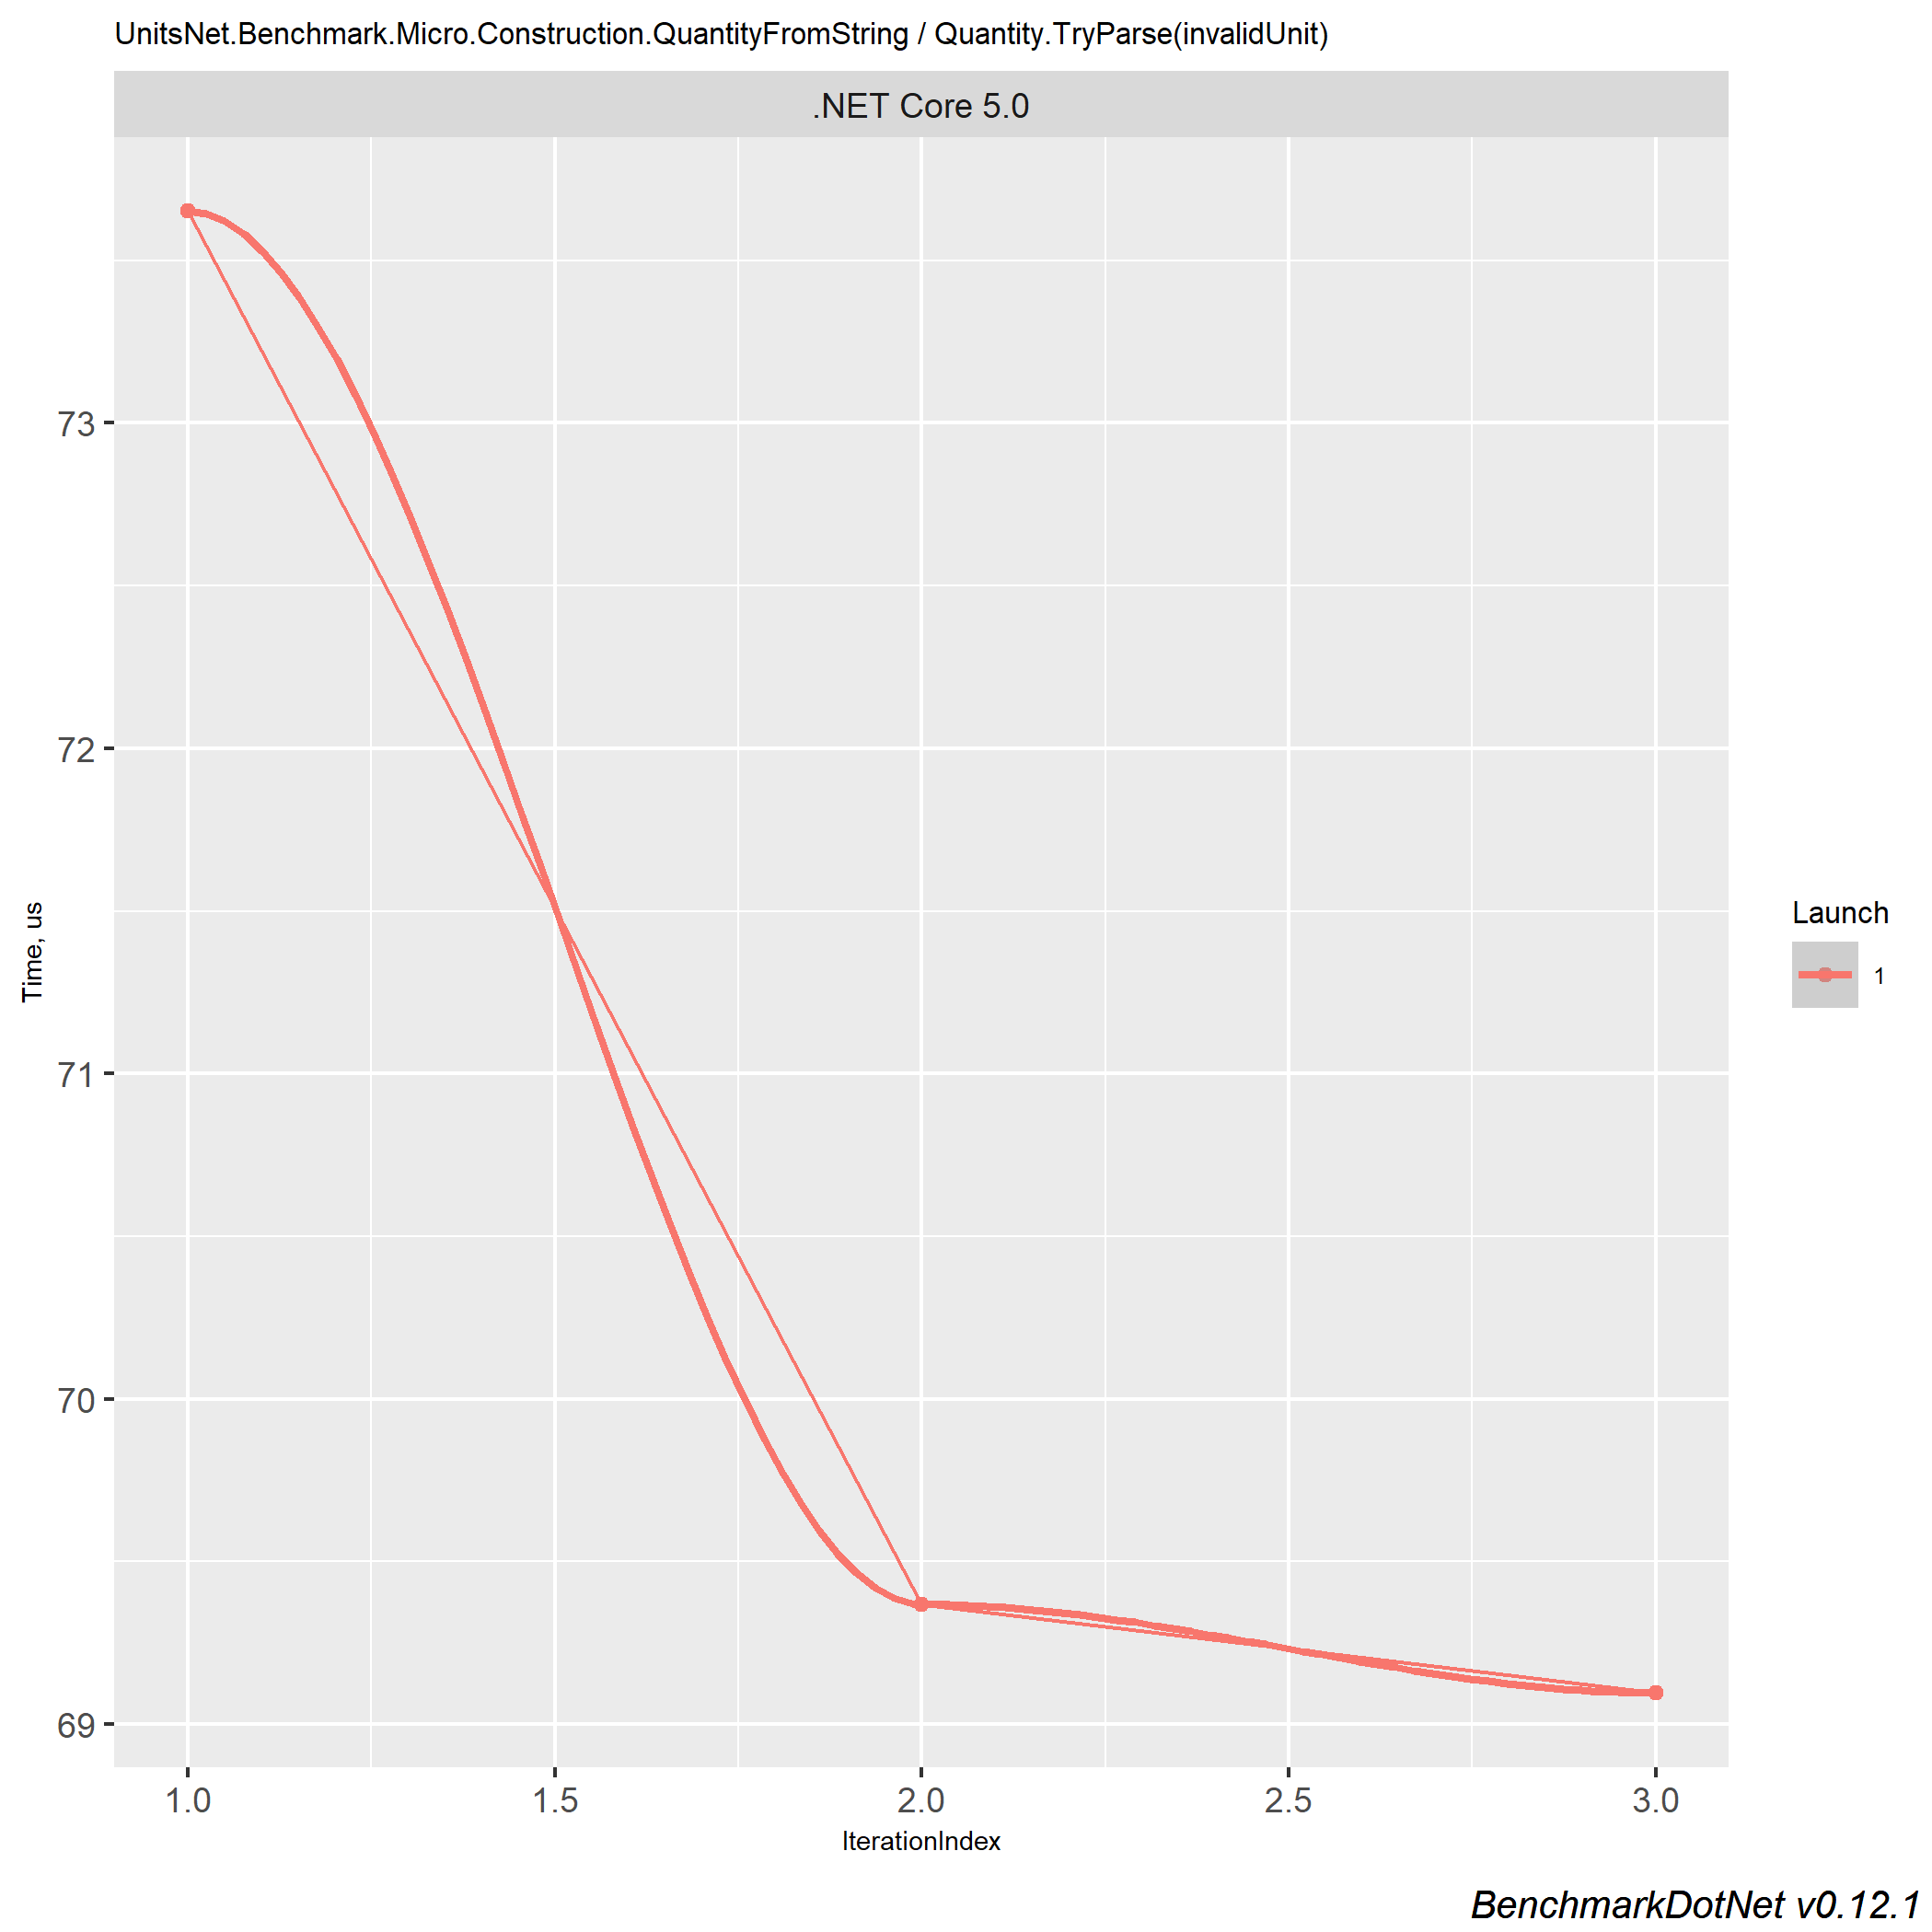 UnitsNet.Benchmark.Micro.Construction.QuantityFromString / Quantity.TryParse(invalidUnit)
.NET Core 5.0
73
72
71
70
69
Time, us
1.0 1.5 2.0 2.5 3.0
IterationIndex
Launch
1
BenchmarkDotNet v0.12.1